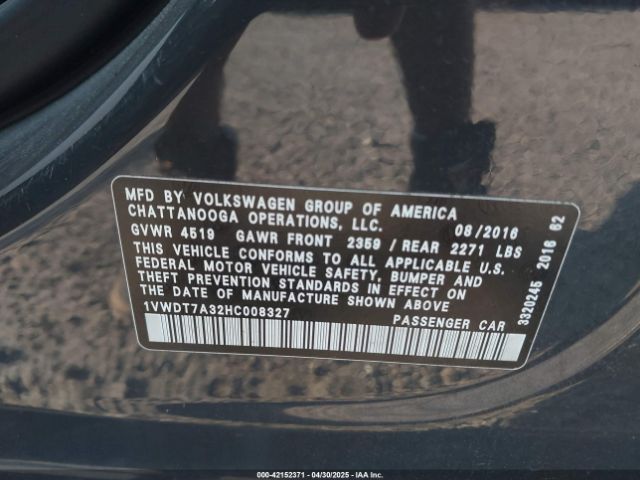 MFD BY VOLKSWAGEN GROUP OF AMERICA
CHATTANOOGA OPERATIONS, LLC. 08/2016
GVWR 4519 GAWR FRONT 2359 / REAR 2271 LBS
THIS VEHICLE CONFORMS TO ALL APPLICABLE U.S.
FEDERAL MOTOR VEHICLE SAFETY, BUMPER AND
THEFT PREVENTION STANDARDS IN EFFECT ON
THE DATE OF MANUFACTURE SHOWN ABOVE
1VWDT7A32HC008327 PASSENGER CAR
3320245 2016 62
000-42152371 | 04/30/2025 | IAA Inc.